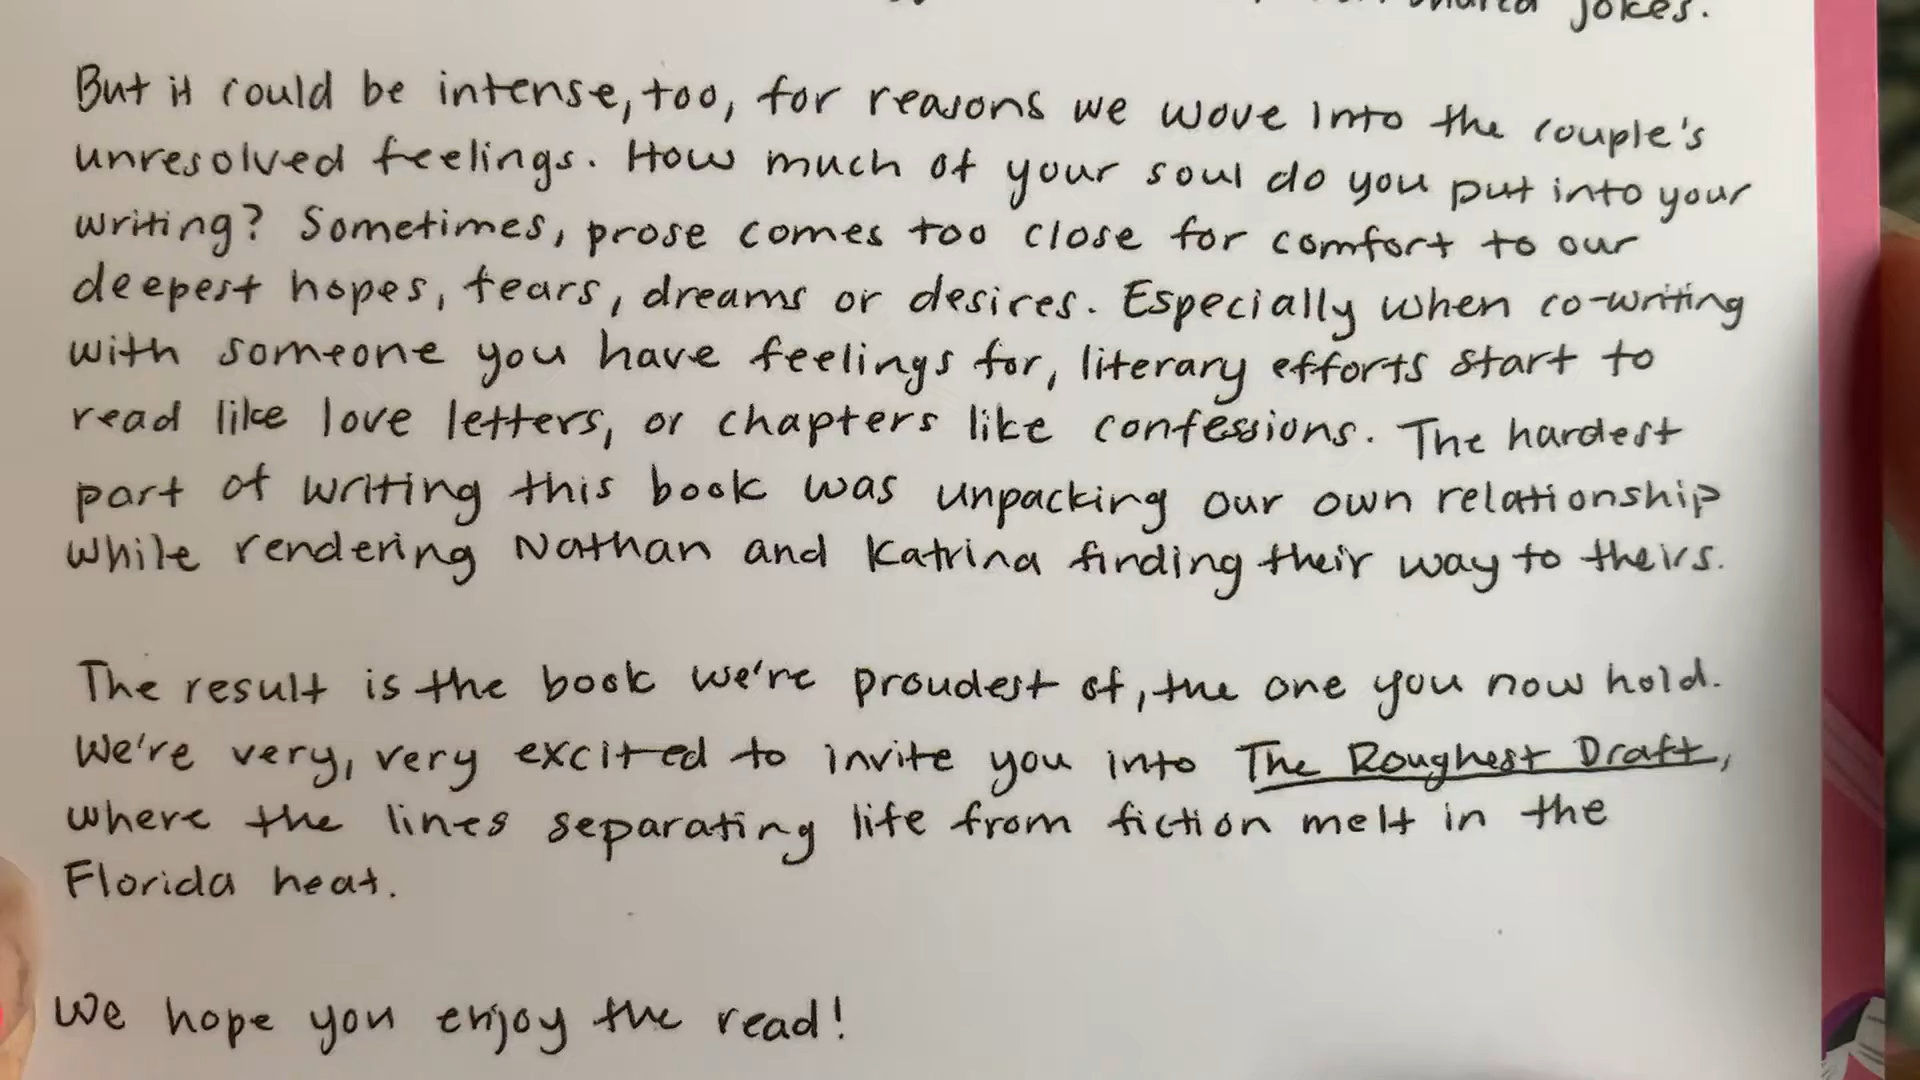 jokes.
But it could be intense, too, for reasons we wove into the couple's
unresolved feelings. How much of your soul do you put into your
writing? Sometimes, prose comes too close for comfort to our
deepest hopes, fears, dreams or desires. Especially when co-writing
with someone you have feelings for, literary efforts start to
read like love letters, or chapters like confessions. The hardest
part of writing this book was unpacking our own relationship
while rendering Nathan and Katrina finding their way to theirs.
The result is the book we're proudest of, the one you now hold.
We're very, very excited to invite you into The Roughest Draft,
where the lines separating life from fiction melt in the
Florida heat.
We hope you enjoy the read!